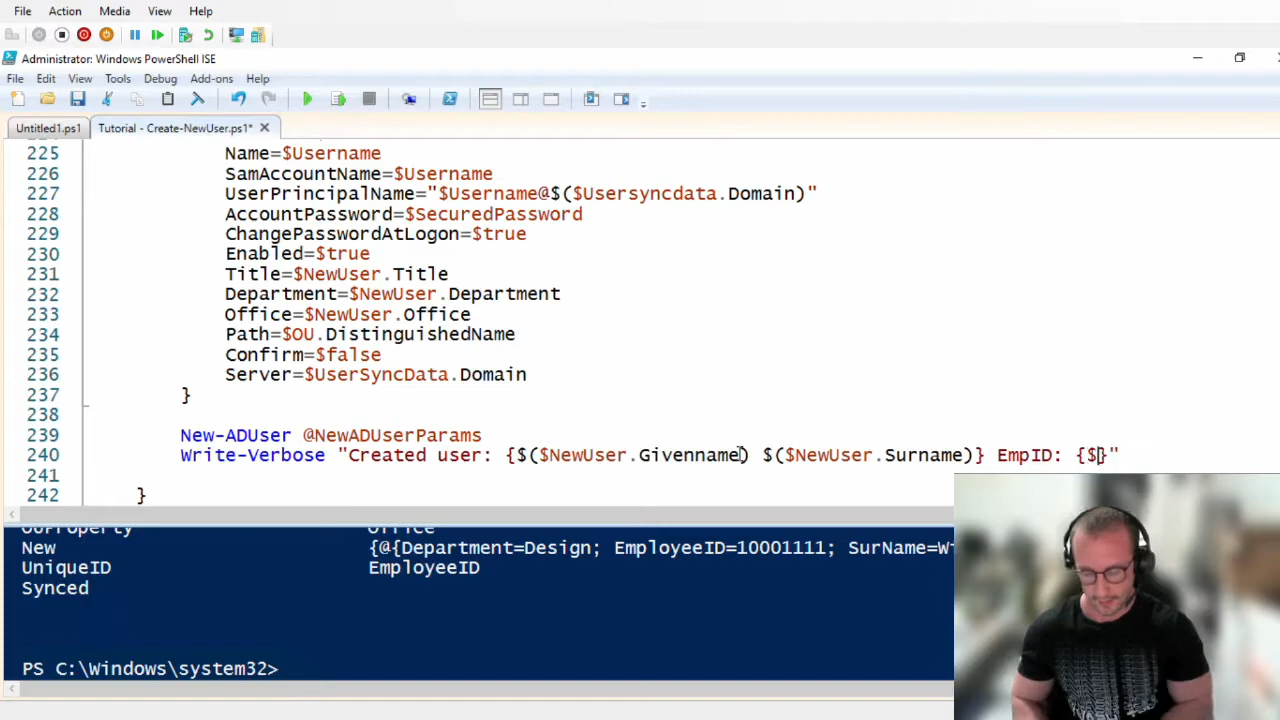 File Action Media View Help
Administrator: Windows PowerShell ISE
File Edit View Tools Debug Add-ons Help
Untitled1.ps1 Tutorial - Create-NewUser.ps1*
225 Name=$Username
226 SamAccountName=$Username
227 UserPrincipalName="$Username@$($Usersyncdata.Domain)"
228 AccountPassword=$SecuredPassword
229 ChangePasswordAtLogon=$true
230 Enabled=$true
231 Title=$NewUser.Title
232 Department=$NewUser.Department
233 Office=$NewUser.Office
234 Path=$OU.DistinguishedName
235 Confirm=$false
236 Server=$UserSyncData.Domain
237 }
238
239 New-ADUser @NewADUserParams
240 Write-Verbose "Created user: {$($NewUser.Givenname) $($NewUser.Surname)} EmpID: {$}"
241
242 }
OUProperty Office
New {@{Department=Design; EmployeeID=10001111; SurName=W
UniqueID EmployeeID
Synced
PS C:\Windows\system32>